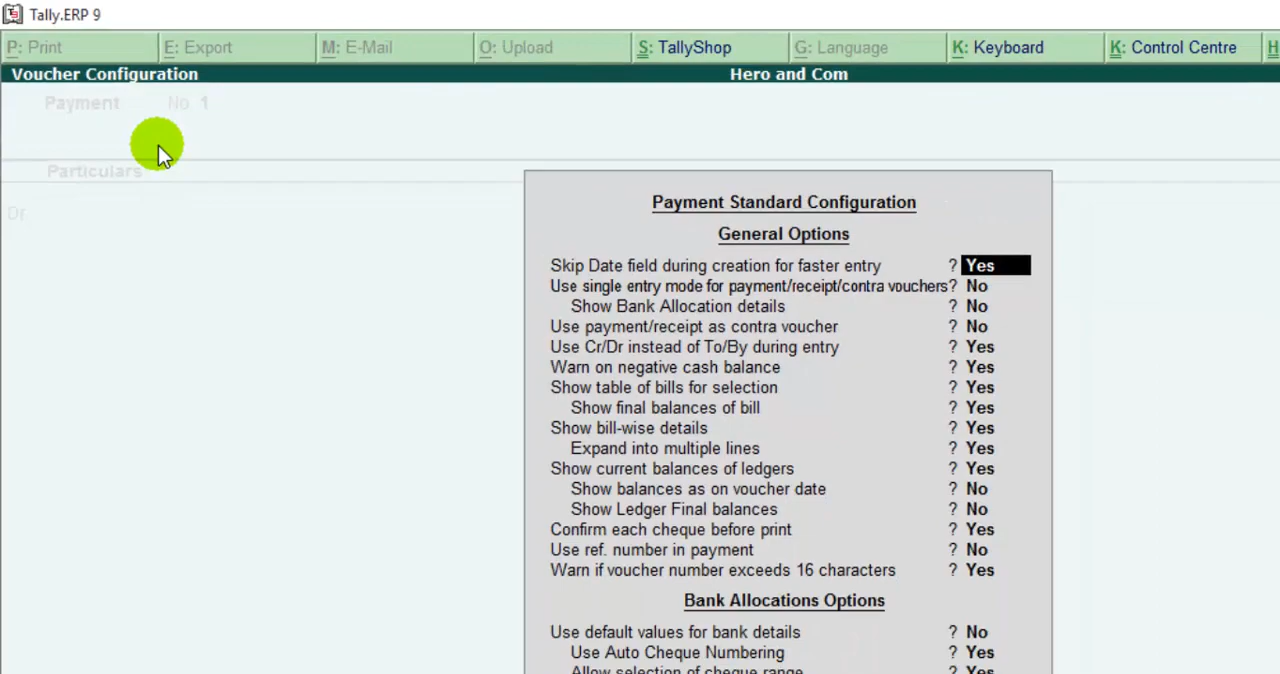 Tally.ERP 9
P: Print E: Export M: E-Mail O: Upload S: TallyShop G: Language K: Keyboard K: Control Centre H
Voucher Configuration Hero and Com
Payment No. 1
Particulars
Dr
Payment Standard Configuration
General Options
Skip Date field during creation for faster entry ? Yes
Use single entry mode for payment/receipt/contra vouchers? No
Show Bank Allocation details ? No
Use payment/receipt as contra voucher ? No
Use Cr/Dr instead of To/By during entry ? Yes
Warn on negative cash balance ? Yes
Show table of bills for selection ? Yes
Show final balances of bill ? Yes
Show bill-wise details ? Yes
Expand into multiple lines ? Yes
Show current balances of ledgers ? Yes
Show balances as on voucher date ? No
Show Ledger Final balances ? No
Confirm each cheque before print ? Yes
Use ref. number in payment ? No
Warn if voucher number exceeds 16 characters ? Yes
Bank Allocations Options
Use default values for bank details ? No
Use Auto Cheque Numbering ? Yes
Allow selection of cheque range ? Yes